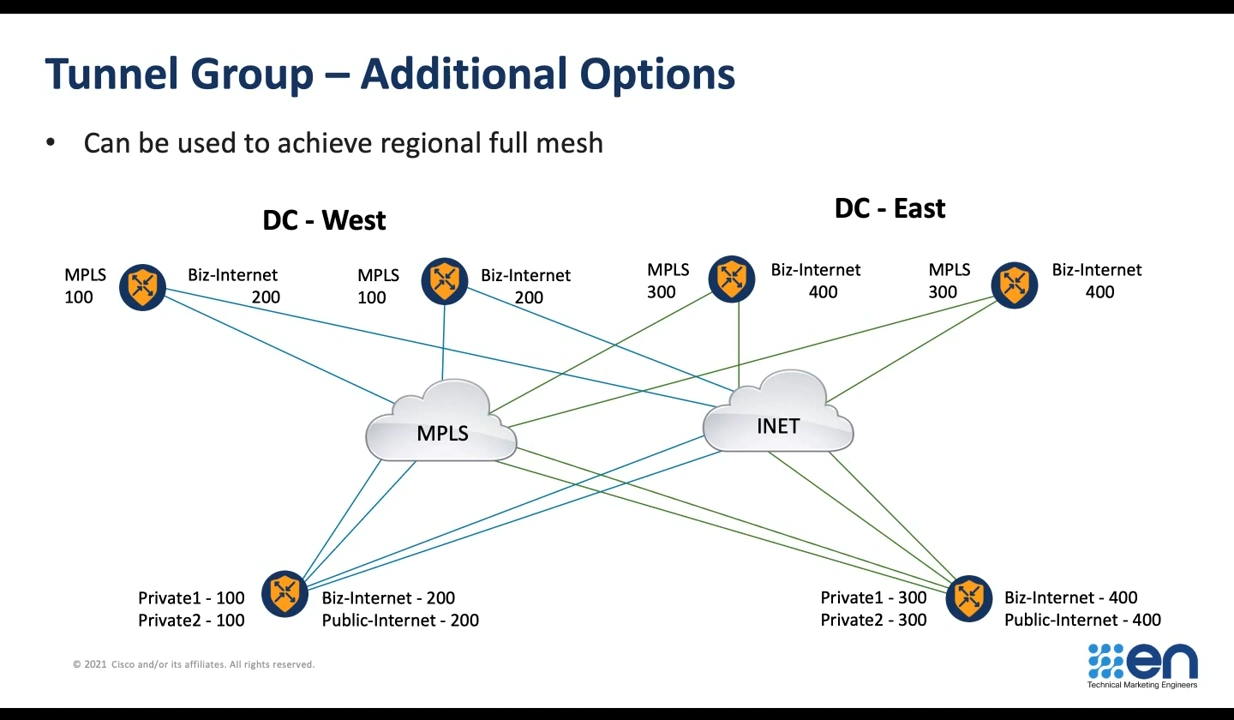 Tunnel Group – Additional Options
• Can be used to achieve regional full mesh
DC - West
DC - East
MPLS
100
Biz-Internet
200
MPLS
100
Biz-Internet
200
MPLS
300
Biz-Internet
400
MPLS
300
Biz-Internet
400
MPLS
INET
Private1 - 100
Private2 - 100
Biz-Internet - 200
Public-Internet - 200
Private1 - 300
Private2 - 300
Biz-Internet - 400
Public-Internet - 400
© 2021 Cisco and/or its affiliates. All rights reserved.
en
Technical Marketing Engineers